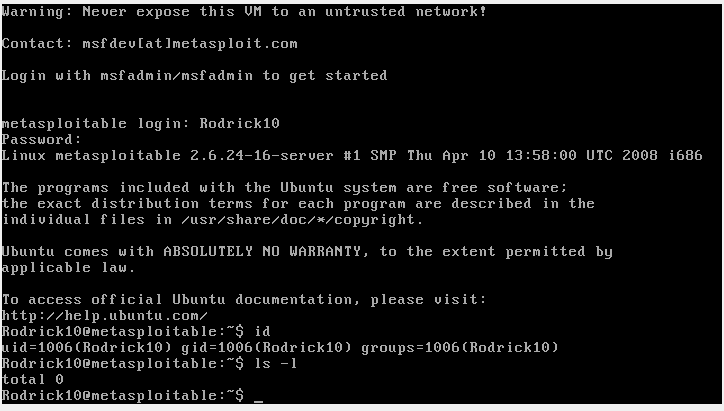 Warning: Never expose this VM to an untrusted network!
Contact: msfdev[at]metasploit.com
Login with msfadmin/msfadmin to get started
metasploitable login: Rodrick10
Password:
Linux metasploitable 2.6.24-16-server #1 SMP Thu Apr 10 13:58:00 UTC 2008 i686
The programs included with the Ubuntu system are free software;
the exact distribution terms for each program are described in the
individual files in /usr/share/doc/*/copyright.
Ubuntu comes with ABSOLUTELY NO WARRANTY, to the extent permitted by
applicable law.
To access official Ubuntu documentation, please visit:
http://help.ubuntu.com/
Rodrick10@metasploitable:~$ id
uid=1006(Rodrick10) gid=1006(Rodrick10) groups=1006(Rodrick10)
Rodrick10@metasploitable:~$ ls -l
total 0
Rodrick10@metasploitable:~$ _